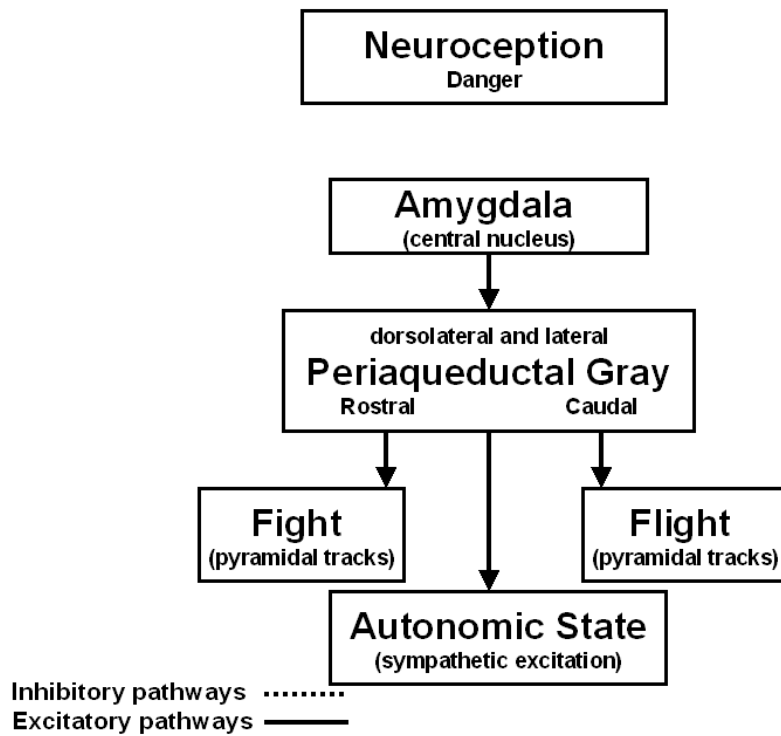 Neuroception
Danger
Amygdala
(central nucleus)
dorsolateral and lateral
Periaqueductal Gray
Rostral Caudal
Fight
(pyramidal tracks)
Flight
(pyramidal tracks)
Autonomic State
(sympathetic excitation)
Inhibitory pathways
Excitatory pathways